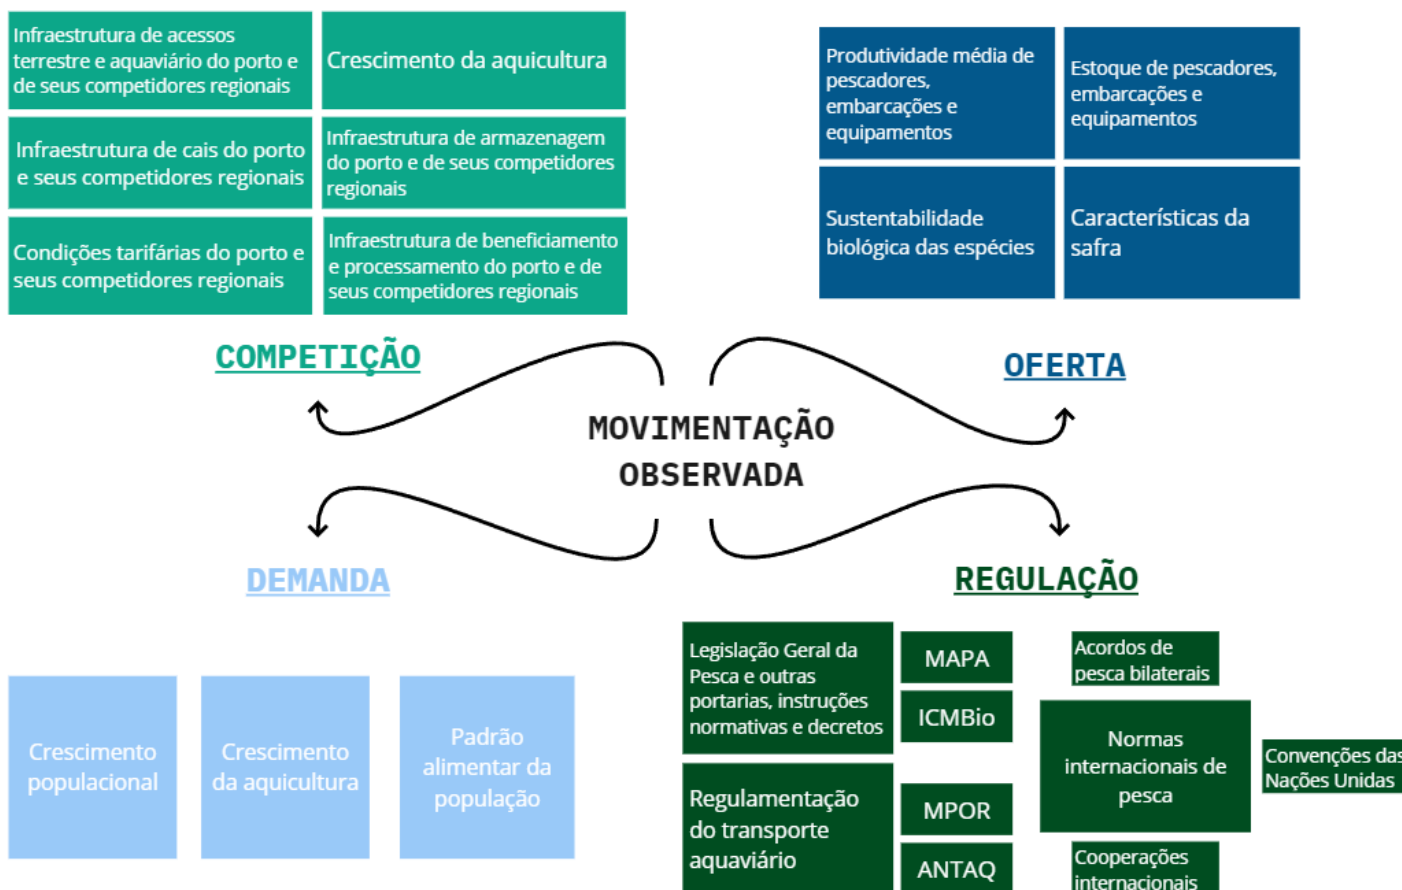 Infraestrutura de acessos
terrestre e aquaviário do porto e
de seus competidores regionais
Crescimento da aquicultura
Infraestrutura de cais do porto
e seus competidores regionais
Infraestrutura de armazenagem
do porto e de seus competidores
regionais
Condições tarifárias do porto e
seus competidores regionais
Infraestrutura de beneficiamento
e processamento do porto e de
seus competidores regionais
Produtividade média de
pescadores,
embarcações e
equipamentos
Estoque de pescadores,
embarcações e
equipamentos
Sustentabilidade
biológica das espécies
Características da
safra
COMPETIÇÃO
OFERTA
MOVIMENTAÇÃO
OBSERVADA
DEMANDA
REGULAÇÃO
Crescimento
populacional
Crescimento
da aquicultura
Padrão
alimentar da
população
Legislação Geral da
Pesca e outras
portarias, instruções
normativas e decretos
MAPA
ICMBio
Regulamentação
do transporte
aquaviário
MPOR
ANTAQ
Acordos de
pesca bilaterais
Normas
internacionais de
pesca
Convenções das
Nações Unidas
Cooperações
internacionais